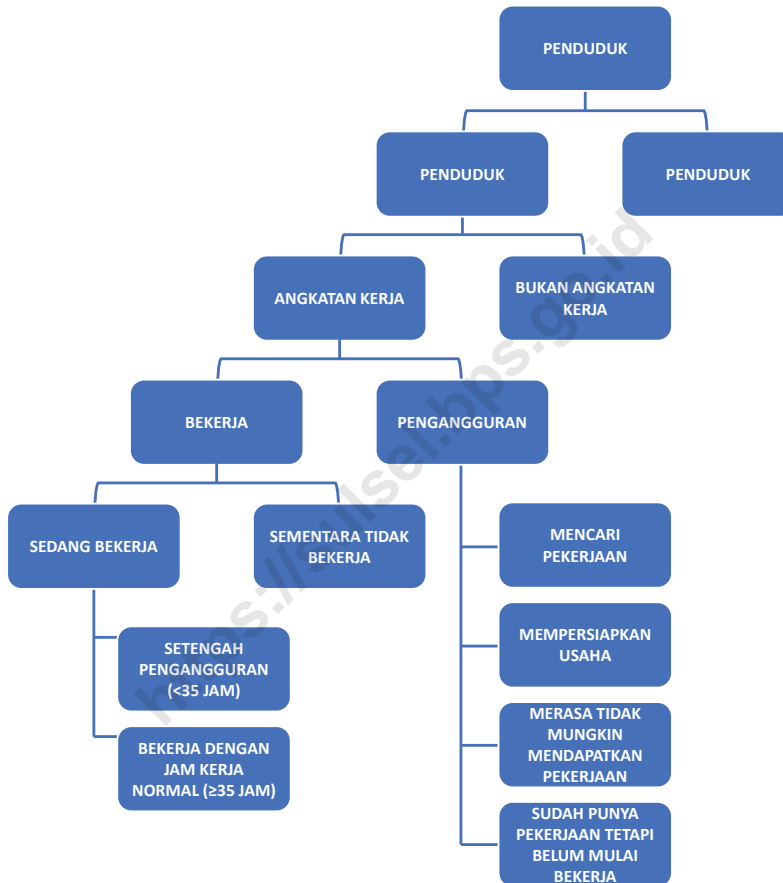 PENDUDUK
PENDUDUK
PENDUDUK
ANGKATAN KERJA
BUKAN ANGKATAN
KERJA
BEKERJA
PENGANGGURAN
SEDANG BEKERJA
SEMENTARA TIDAK
BEKERJA
SETENGAH
PENGANGGURAN
(<35 JAM)
BEKERJA DENGAN
JAM KERJA
NORMAL (≥35 JAM)
MENCARI
PEKERJAAN
MEMPERSIAPKAN
USAHA
MERASA TIDAK
MUNGKIN
MENDAPATKAN
PEKERJAAN
SUDAH PUNYA
PEKERJAAN TETAPI
BELUM MULAI
BEKERJA
https://sulsel.bps.go.id